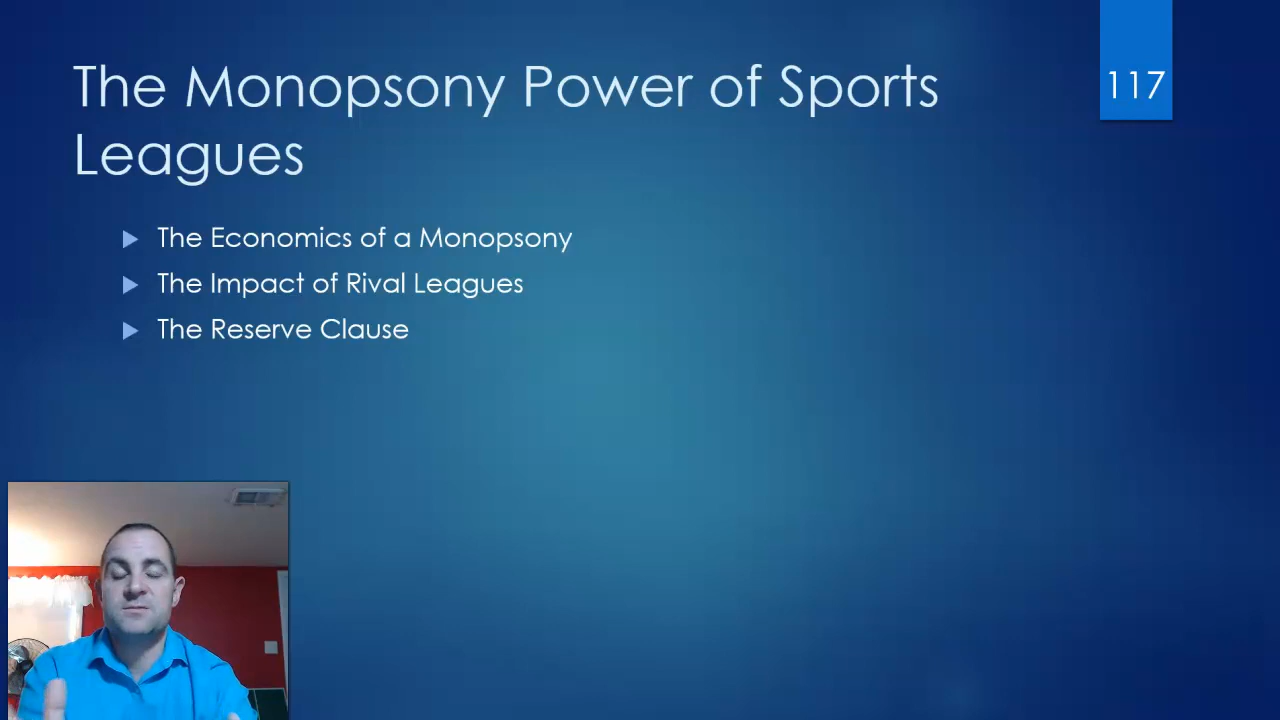 The Monopsony Power of Sports
Leagues
117
The Economics of a Monopsony
The Impact of Rival Leagues
The Reserve Clause